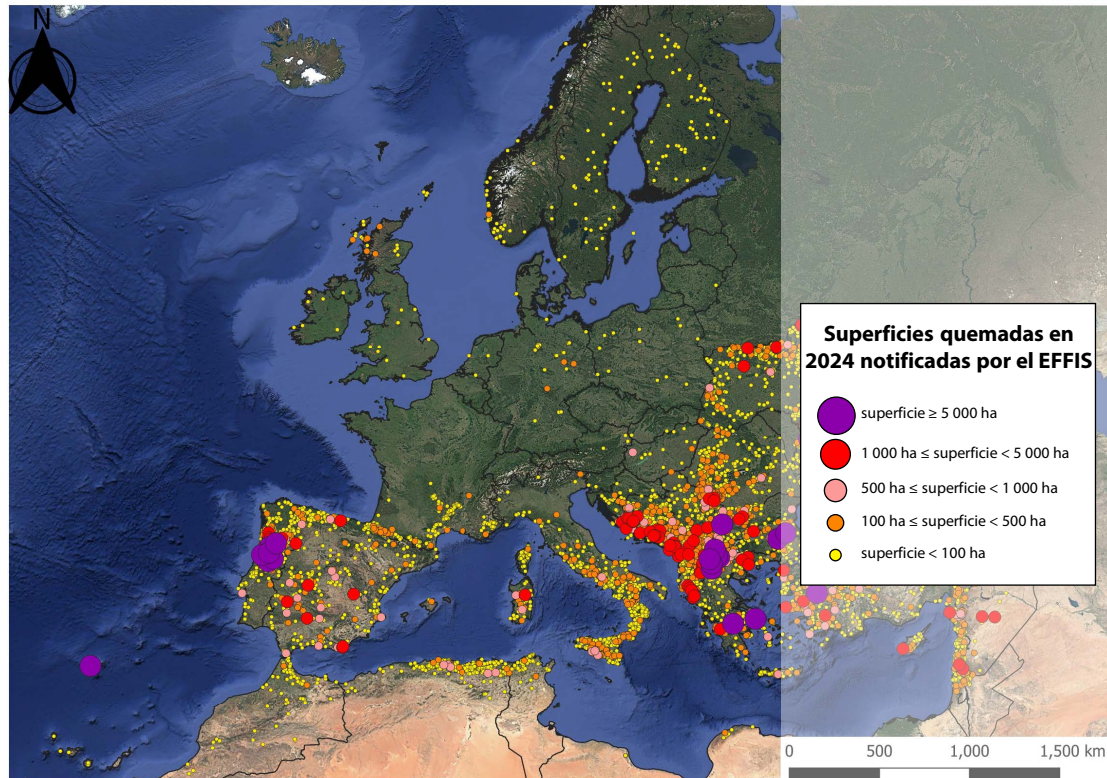 N
Superficies quemadas en
2024 notificadas por el EFFIS
superficie ≥ 5 000 ha
1 000 ha ≤ superficie < 5 000 ha
500 ha ≤ superficie < 1 000 ha
100 ha ≤ superficie < 500 ha
superficie < 100 ha
0 500 1,000 1,500 km